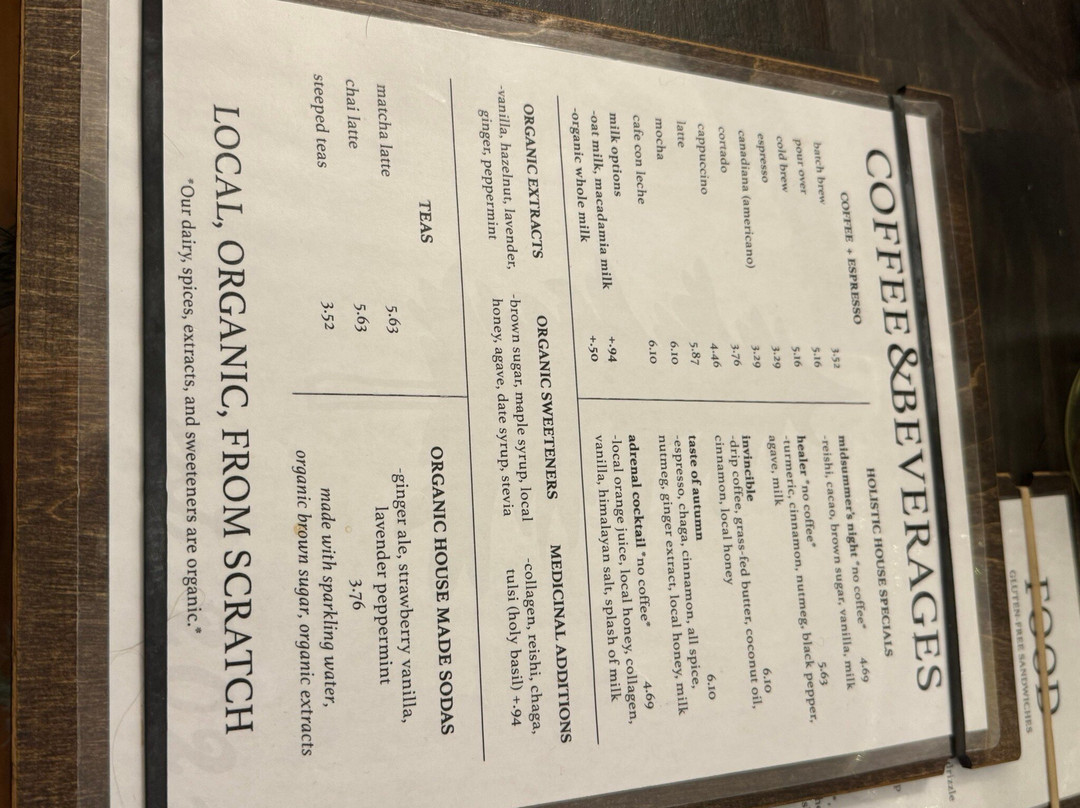 COFFEE & BEVERAGES
COFFEE + ESPRESSO
batch brew 3.52
pour over 5.16
cold brew 5.16
espresso 3.29
canadiana (americano) 3.29
cortado 3.76
cappuccino 4.46
latte 5.87
mocha 6.10
cafe con leche 6.10
milk options
-oat milk, macadamia milk +.94
-organic whole milk +.50
HOLISTIC HOUSE SPECIALS
midsummer's night *no coffee* 4.69
-reishi, cacao, brown sugar, vanilla, milk
healer *no coffee* 5.63
-turmeric, cinnamon, nutmeg, black pepper,
agave, milk
invincible 6.10
-drip coffee, grass-fed butter, coconut oil,
cinnamon, local honey
taste of autumn 6.10
-espresso, chaga, cinnamon, all spice,
nutmeg, ginger extract, local honey, milk
adrenal cocktail *no coffee* 4.69
-local orange juice, local honey, collagen,
vanilla, himalayan salt, splash of milk
ORGANIC EXTRACTS
-vanilla, hazelnut, lavender,
ginger, peppermint
ORGANIC SWEETENERS
-brown sugar, maple syrup, local
honey, agave, date syrup, stevia
MEDICINAL ADDITIONS
-collagen, reishi, chaga,
tulsi (holy basil) +.94
TEAS
matcha latte 5.63
chai latte 5.63
steeped teas 3.52
ORGANIC HOUSE MADE SODAS
-ginger ale, strawberry vanilla,
lavender peppermint
3.76
made with sparkling water,
organic brown sugar, organic extracts
LOCAL, ORGANIC, FROM SCRATCH
*Our dairy, spices, extracts, and sweeteners are organic.*
FOOD
GLUTEN-FREE SANDWICHES
drizzle